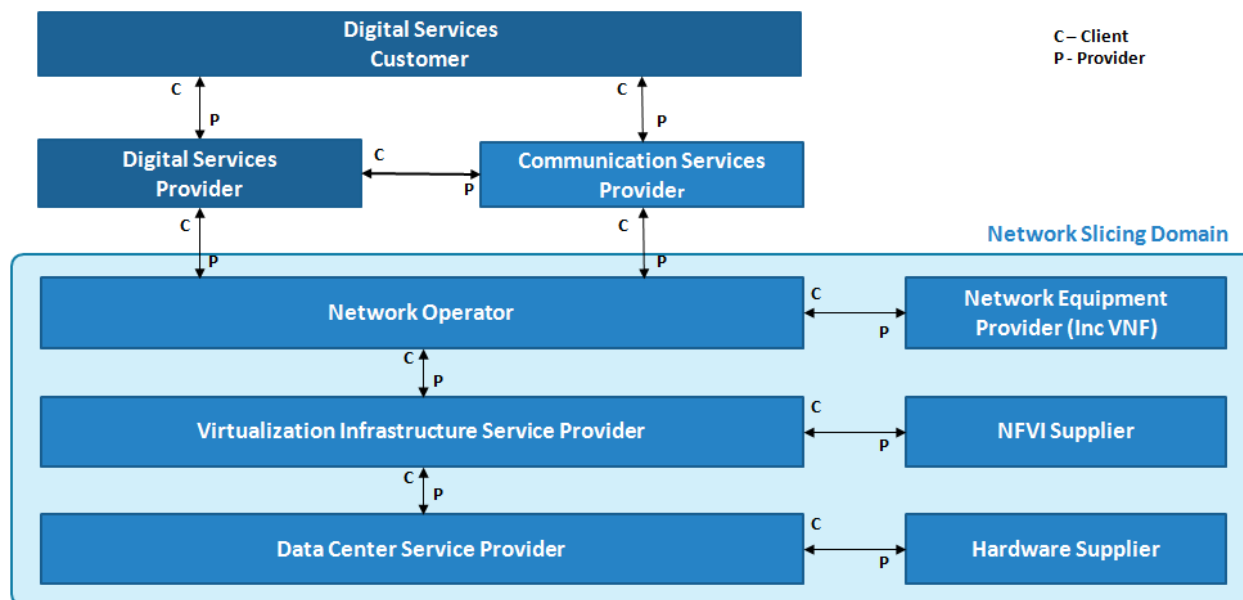 Digital Services
Customer
C – Client
P - Provider
C
C
P
P
Digital Services
Provider
C
P
Communication Services
Provider
C
C
Network Slicing Domain
P
P
Network Operator
C
P
Network Equipment
Provider (Inc VNF)
C
P
Virtualization Infrastructure Service Provider
C
P
NFVI Supplier
C
P
Data Center Service Provider
C
P
Hardware Supplier